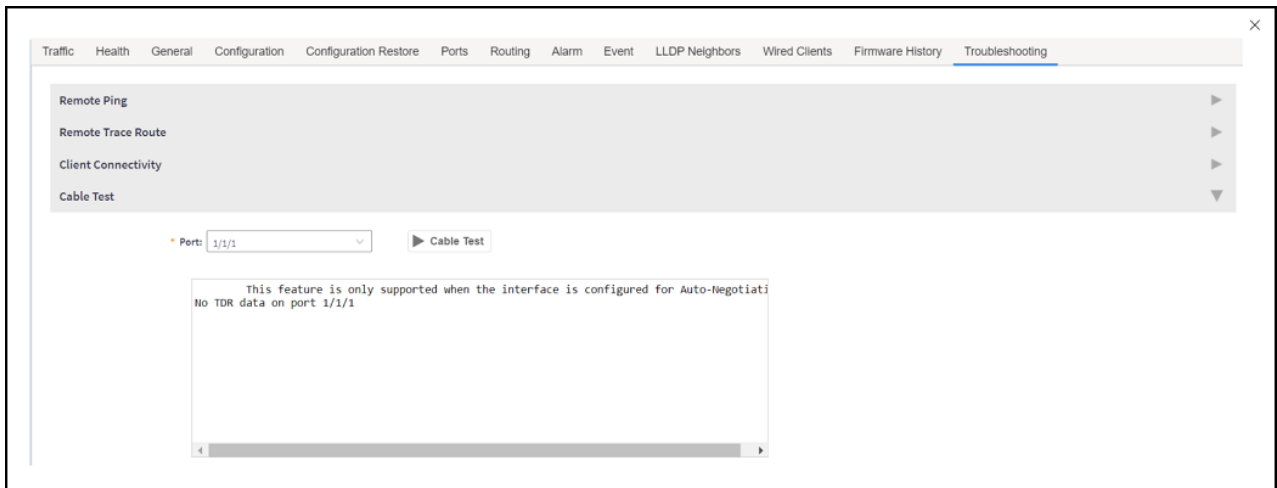 Traffic Health General Configuration Configuration Restore Ports Routing Alarm Event LLDP Neighbors Wired Clients Firmware History Troubleshooting
Remote Ping
Remote Trace Route
Client Connectivity
Cable Test
* Port: 1/1/1 Cable Test
This feature is only supported when the interface is configured for Auto-Negotiati
No TDR data on port 1/1/1